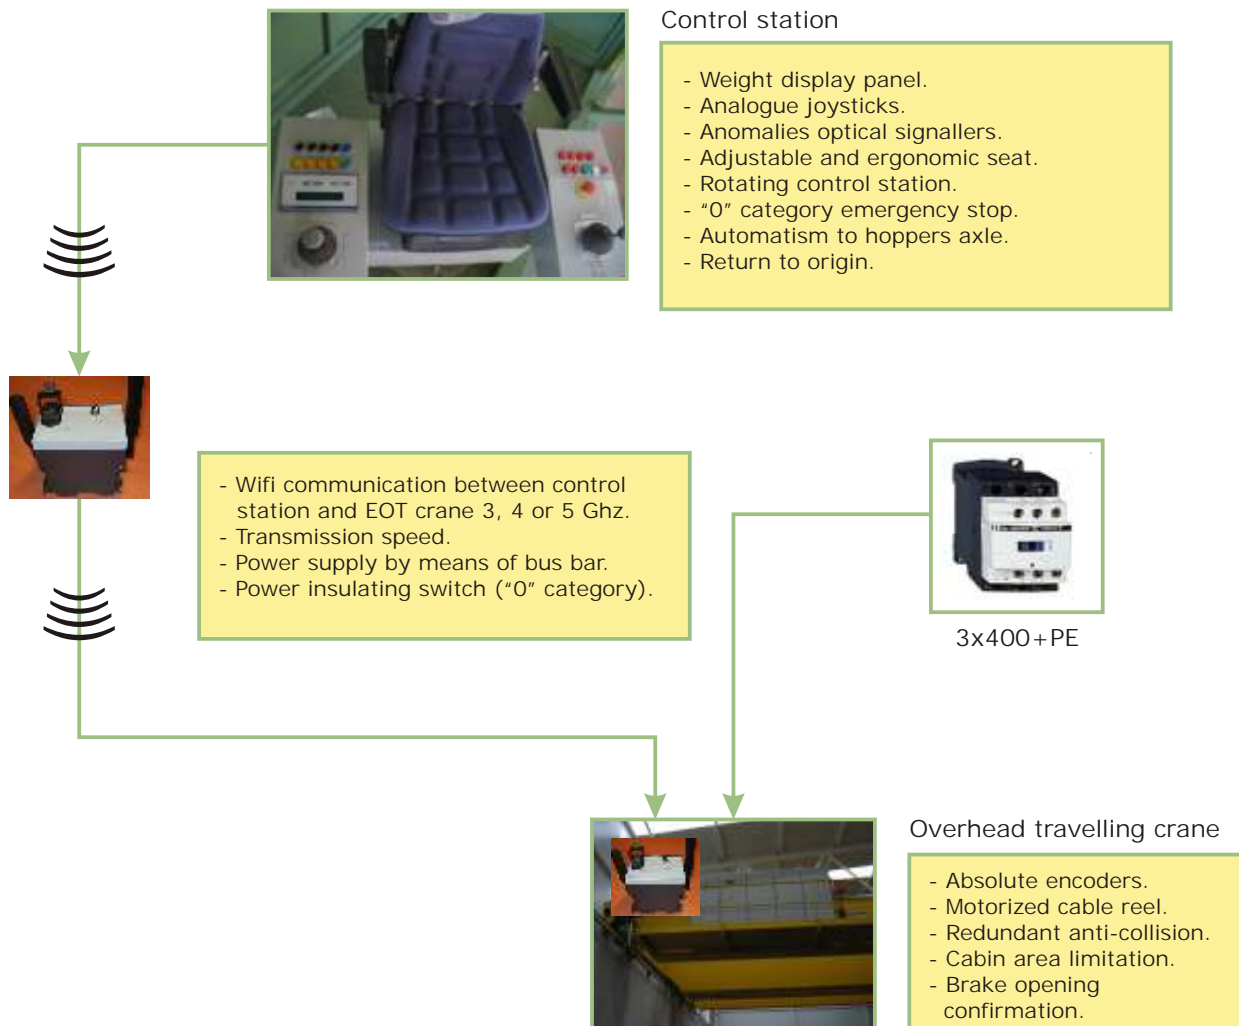 Control station
- Weight display panel.
- Analogue joysticks.
- Anomalies optical signallers.
- Adjustable and ergonomic seat.
- Rotating control station.
- “0” category emergency stop.
- Automatism to hoppers axle.
- Return to origin.
- Wifi communication between control
station and EOT crane 3, 4 or 5 Ghz.
- Transmission speed.
- Power supply by means of bus bar.
- Power insulating switch (“0” category).
3x400+PE
Overhead travelling crane
- Absolute encoders.
- Motorized cable reel.
- Redundant anti-collision.
- Cabin area limitation.
- Brake opening
confirmation.